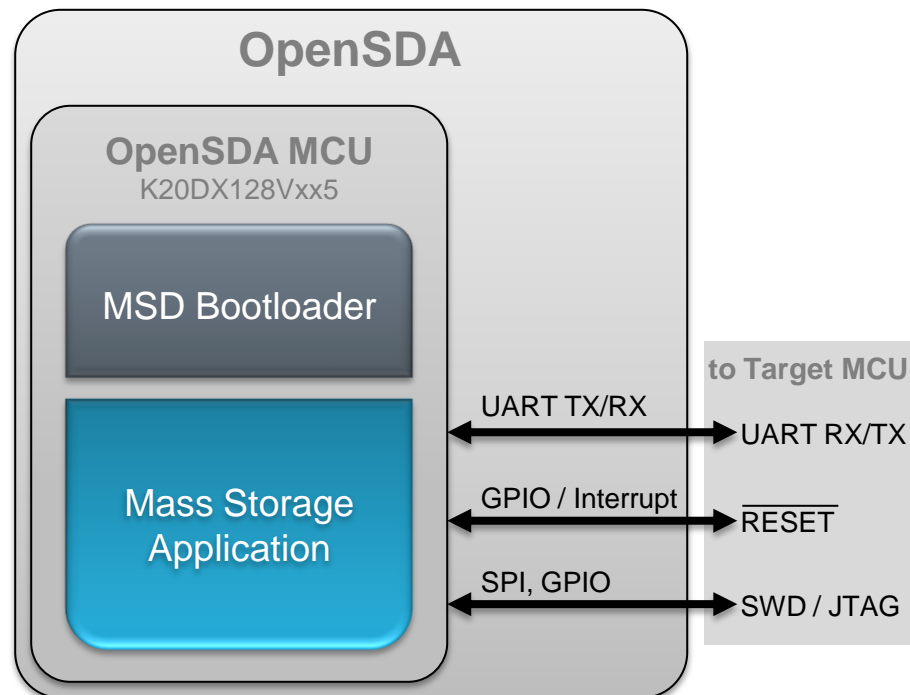 OpenSDA
OpenSDA MCU
K20DX128Vxx5
MSD Bootloader
Mass Storage
Application
to Target MCU
UART TX/RX
UART RX/TX
GPIO / Interrupt
RESET
SPI, GPIO
SWD / JTAG